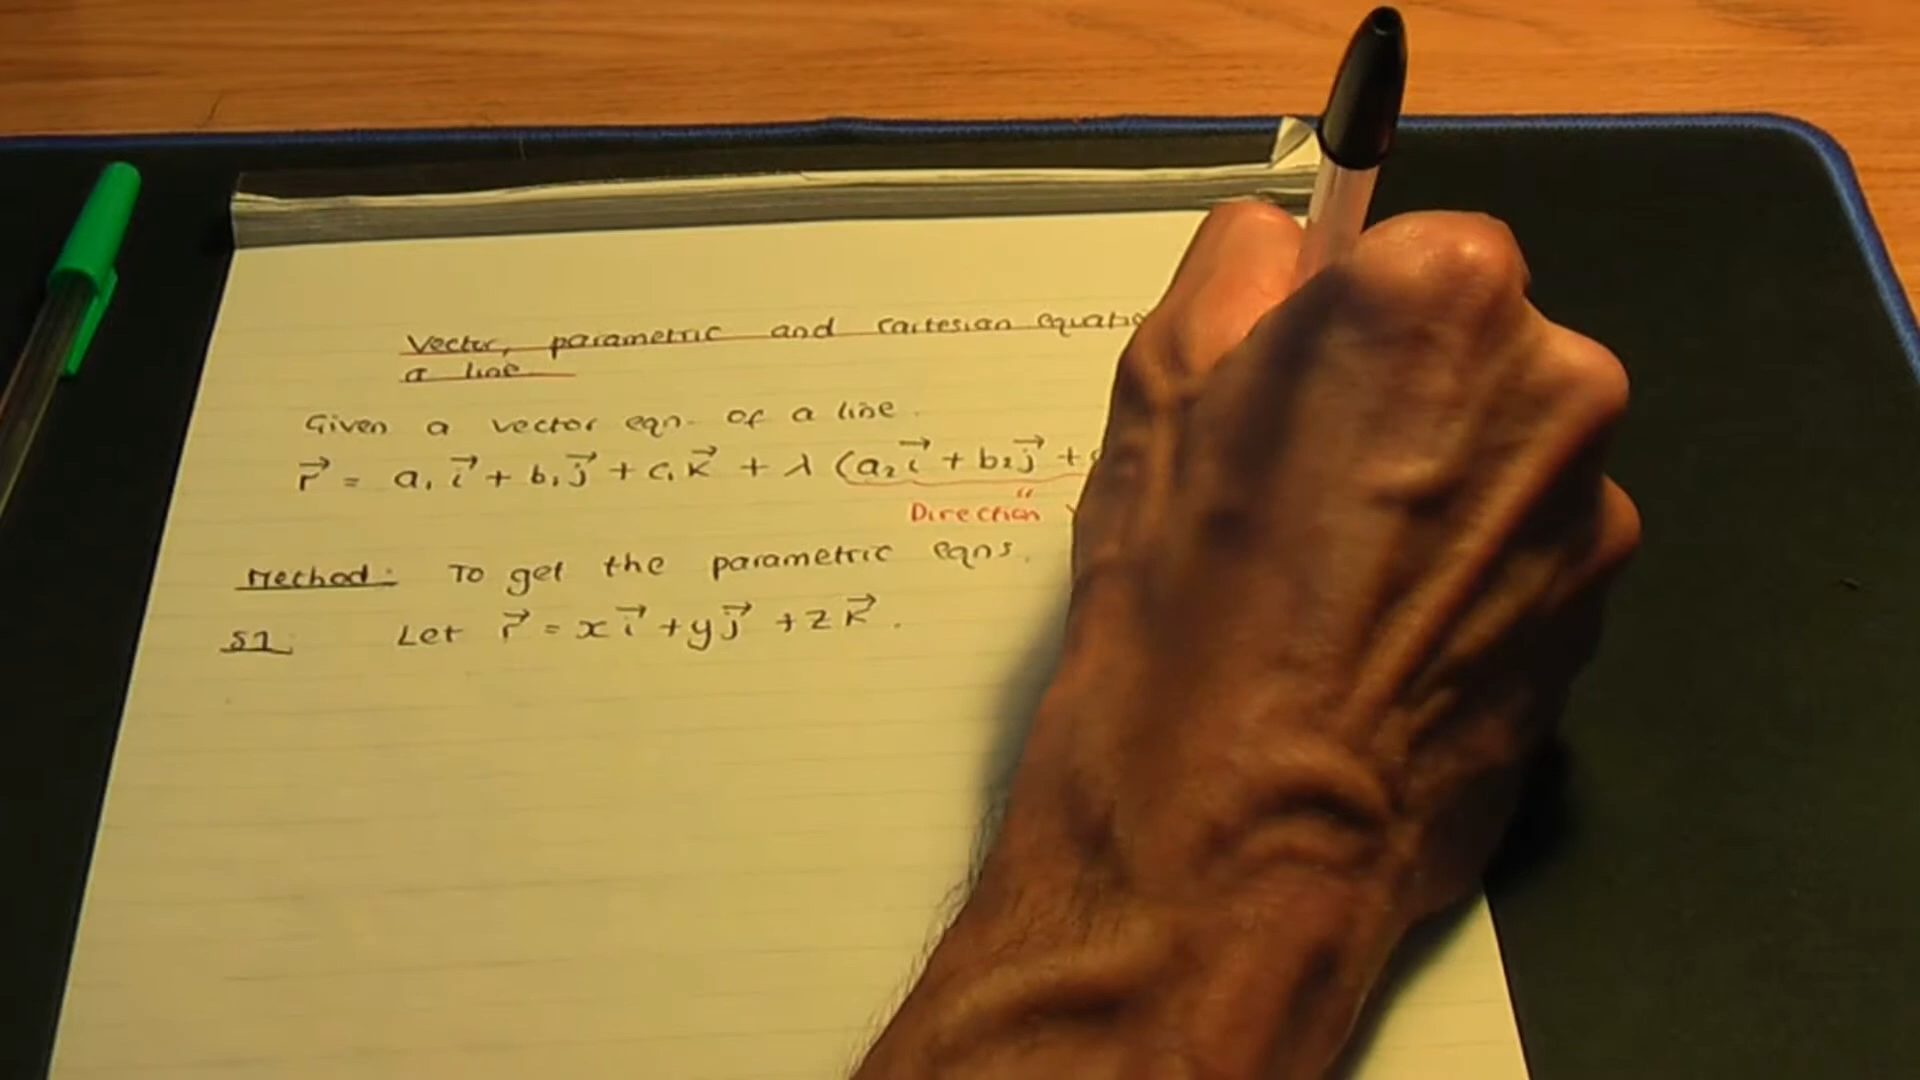 Vector, parametric and Cartesian
a line
Given a vector eqn. of a line.
r⃗ = a₁i⃗ + b₁j⃗ + c₁k⃗ + λ (a₂i⃗ + b₂j⃗ +
Direction
Method: To get the parametric eqns.
S1. Let r⃗ = xi⃗ + yj⃗ + zk⃗.